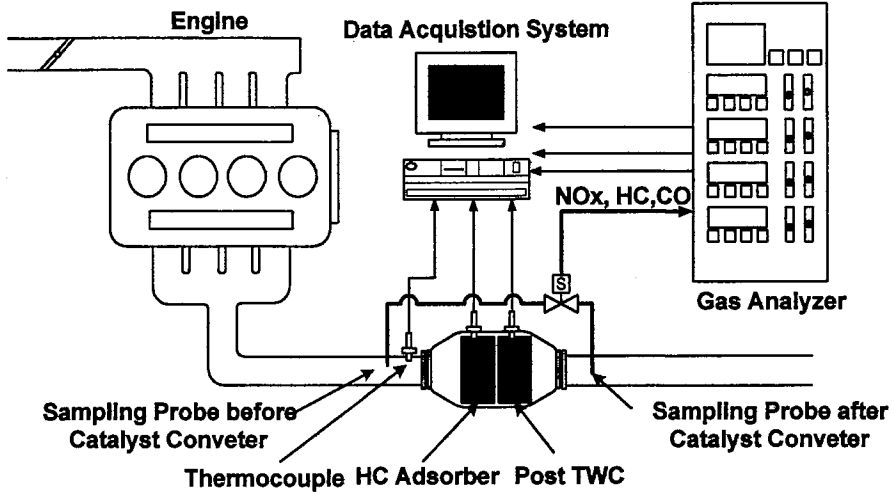 Engine
Data Acquistion System
NOx, HC,CO
S
Gas Analyzer
Sampling Probe before
Catalyst Conveter
Sampling Probe after
Catalyst Conveter
Thermocouple
HC Adsorber
Post TWC